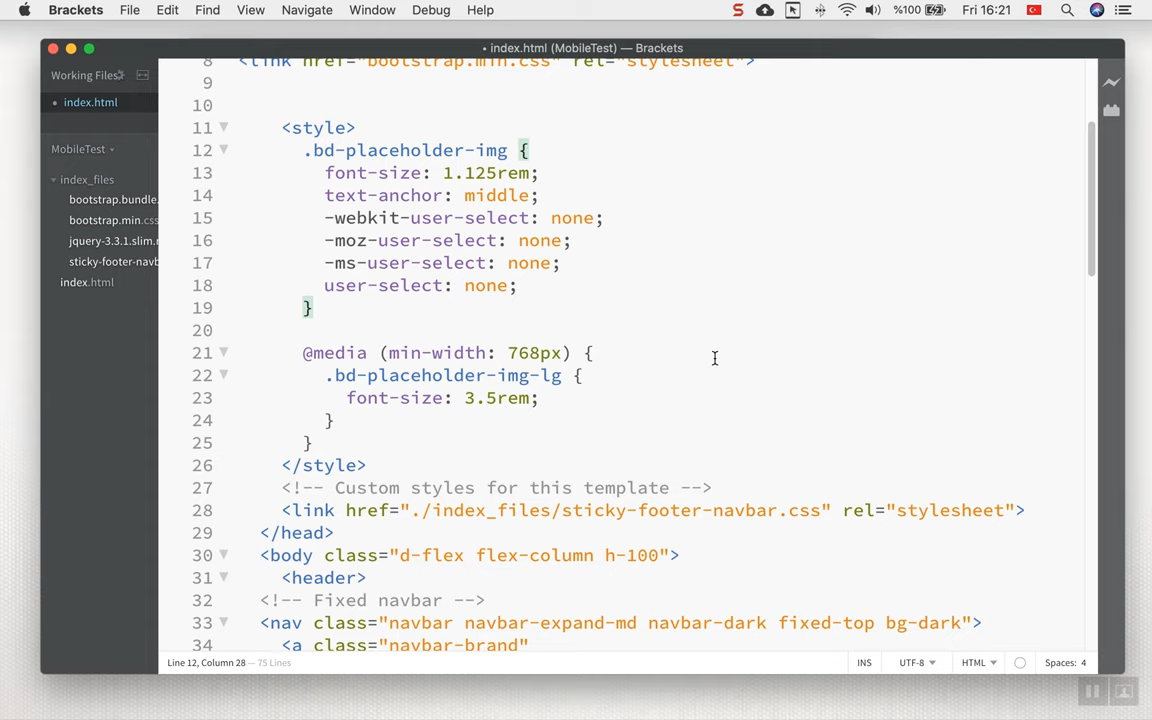 Brackets File Edit Find View Navigate Window Debug Help %100 Fri 16:21
• index.html (MobileTest) — Brackets
Working Files
• index.html
MobileTest
index_files
bootstrap.bundle.
bootstrap.min.css
jquery-3.3.1.slim.
sticky-footer-navb
index.html
8 <link href="bootstrap.min.css" rel="stylesheet">
9
10
11 <style>
12 .bd-placeholder-img {
13 font-size: 1.125rem;
14 text-anchor: middle;
15 -webkit-user-select: none;
16 -moz-user-select: none;
17 -ms-user-select: none;
18 user-select: none;
19 }
20
21 @media (min-width: 768px) {
22 .bd-placeholder-img-lg {
23 font-size: 3.5rem;
24 }
25 }
26 </style>
27 <!-- Custom styles for this template -->
28 <link href="./index_files/sticky-footer-navbar.css" rel="stylesheet">
29 </head>
30 <body class="d-flex flex-column h-100">
31 <header>
32 <!-- Fixed navbar -->
33 <nav class="navbar navbar-expand-md navbar-dark fixed-top bg-dark">
34 <a class="navbar-brand"
Line 12, Column 28 — 75 Lines INS UTF-8 HTML Spaces: 4